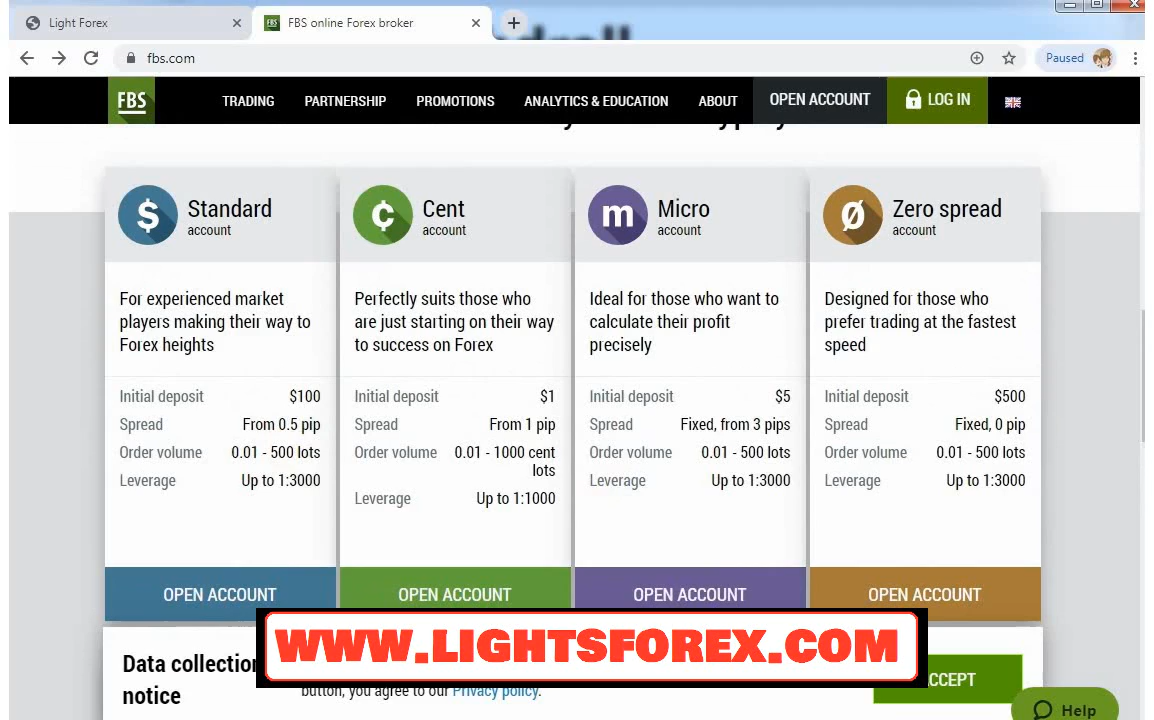 Light Forex
FBS online Forex broker
fbs.com
Paused
FBS
TRADING PARTNERSHIP PROMOTIONS ANALYTICS & EDUCATION ABOUT OPEN ACCOUNT LOG IN
$ Standard
account
For experienced market
players making their way to
Forex heights
Initial deposit $100
Spread From 0.5 pip
Order volume 0.01 - 500 lots
Leverage Up to 1:3000
OPEN ACCOUNT
¢ Cent
account
Perfectly suits those who
are just starting on their way
to success on Forex
Initial deposit $1
Spread From 1 pip
Order volume 0.01 - 1000 cent
lots
Leverage Up to 1:1000
OPEN ACCOUNT
m Micro
account
Ideal for those who want to
calculate their profit
precisely
Initial deposit $5
Spread Fixed, from 3 pips
Order volume 0.01 - 500 lots
Leverage Up to 1:3000
OPEN ACCOUNT
Ø Zero spread
account
Designed for those who
prefer trading at the fastest
speed
Initial deposit $500
Spread Fixed, 0 pip
Order volume 0.01 - 500 lots
Leverage Up to 1:3000
OPEN ACCOUNT
WWW.LIGHTSFOREX.COM
Data collection
notice
button, you agree to our Privacy policy.
CCEPT
Help